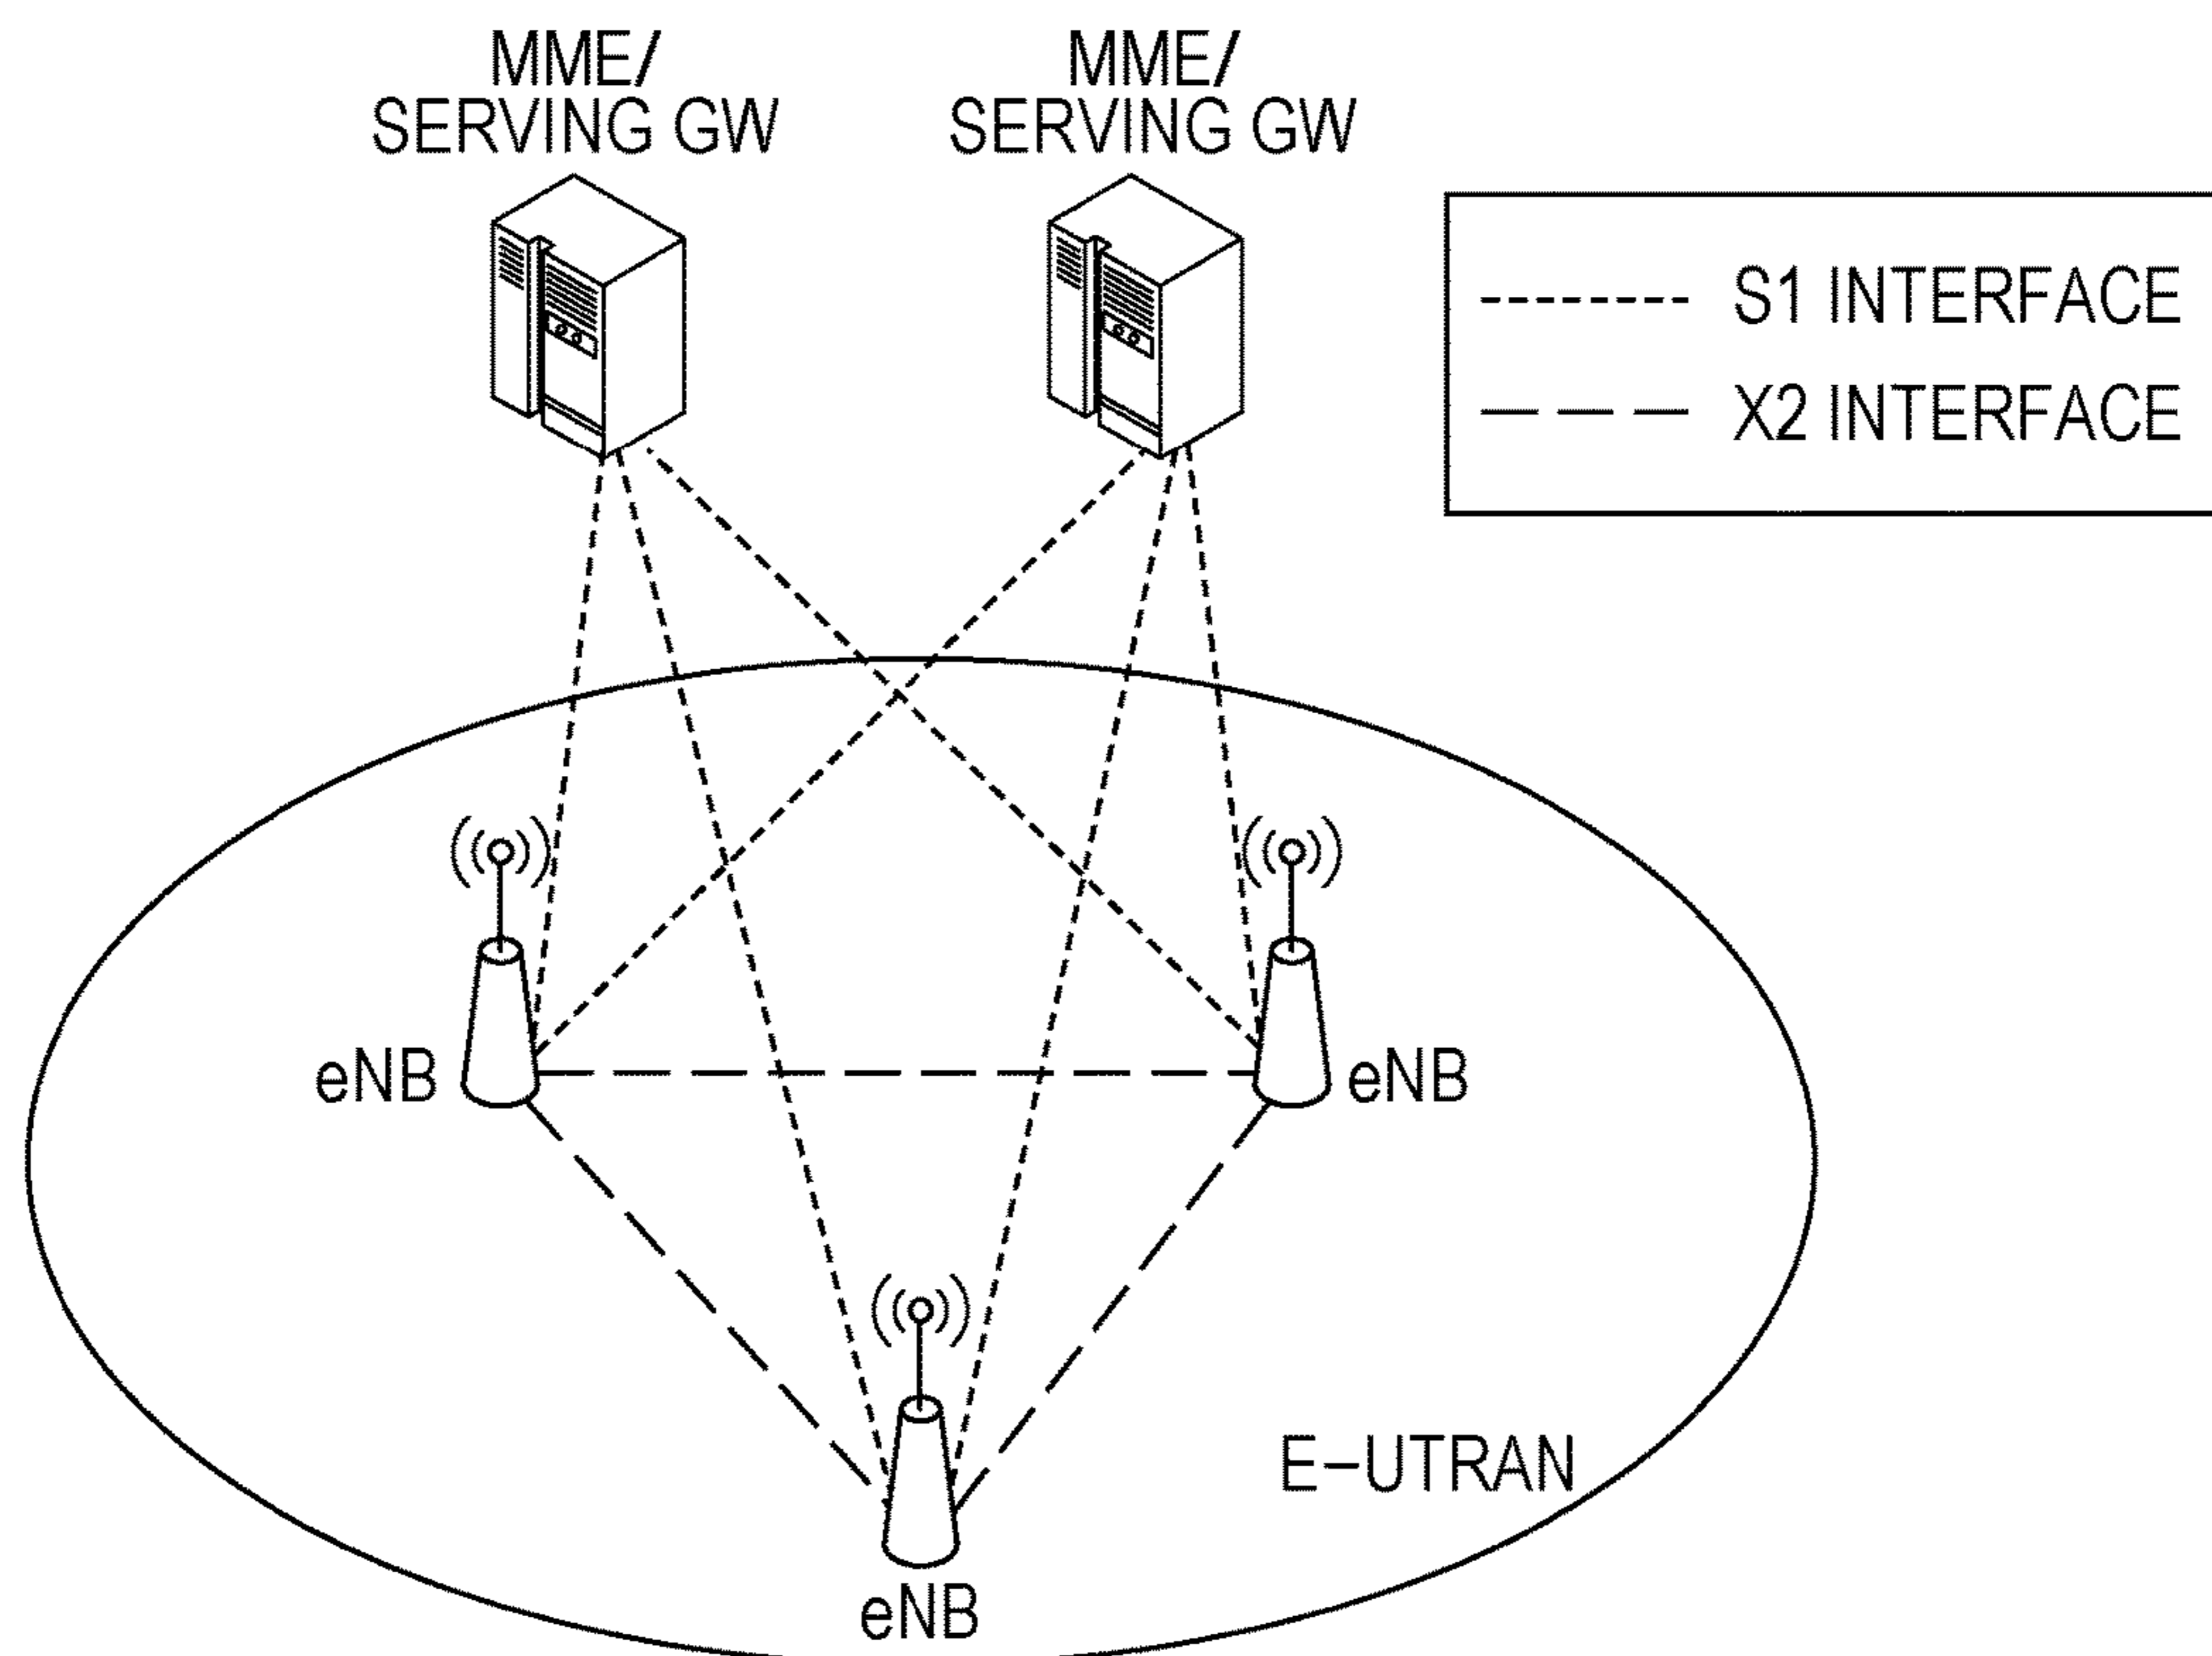 MME/
SERVING GW
MME/
SERVING GW
S1 INTERFACE
X2 INTERFACE
eNB
eNB
E-UTRAN
eNB